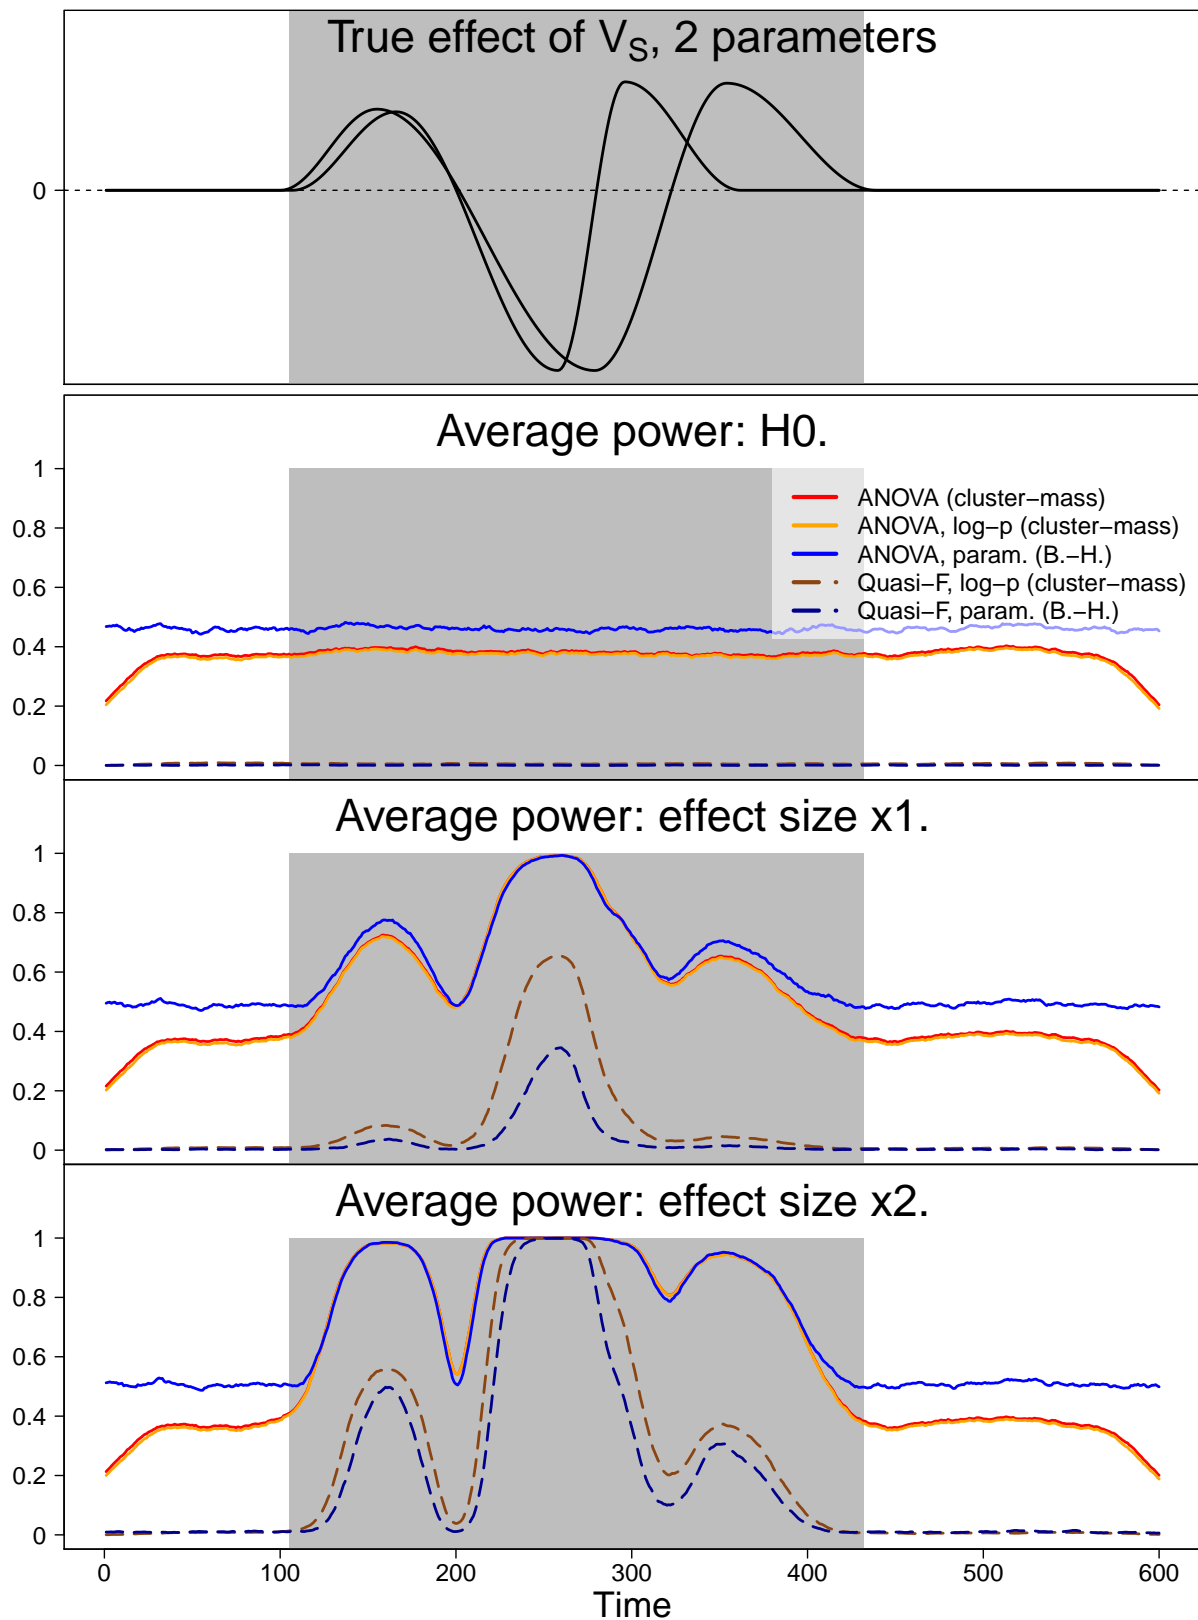 True effect of VS, 2 parameters
0
Average power: H0.
1
0.8
0.6
0.4
0.2
0
ANOVA (cluster−mass)
ANOVA, log−p (cluster−mass)
ANOVA, param. (B.−H.)
Quasi−F, log−p (cluster−mass)
Quasi−F, param. (B.−H.)
Average power: effect size x1.
1
0.8
0.6
0.4
0.2
0
Average power: effect size x2.
1
0.8
0.6
0.4
0.2
0
0 100 200 300 400 500 600
Time